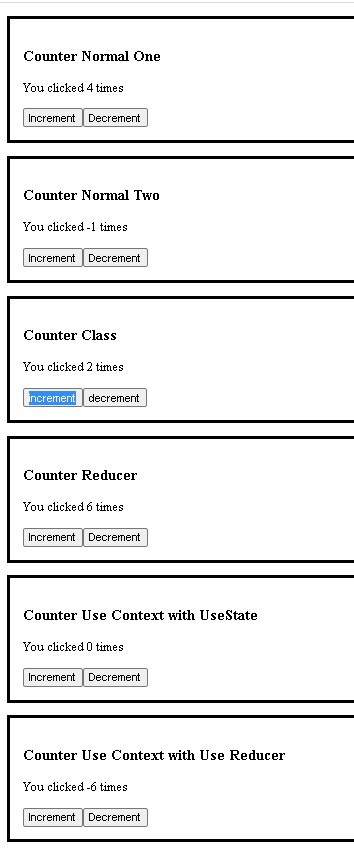 Counter Normal One
You clicked 4 times
Increment Decrement
Counter Normal Two
You clicked -1 times
Increment Decrement
Counter Class
You clicked 2 times
increment decrement
Counter Reducer
You clicked 6 times
Increment Decrement
Counter Use Context with UseState
You clicked 0 times
Increment Decrement
Counter Use Context with Use Reducer
You clicked -6 times
Increment Decrement